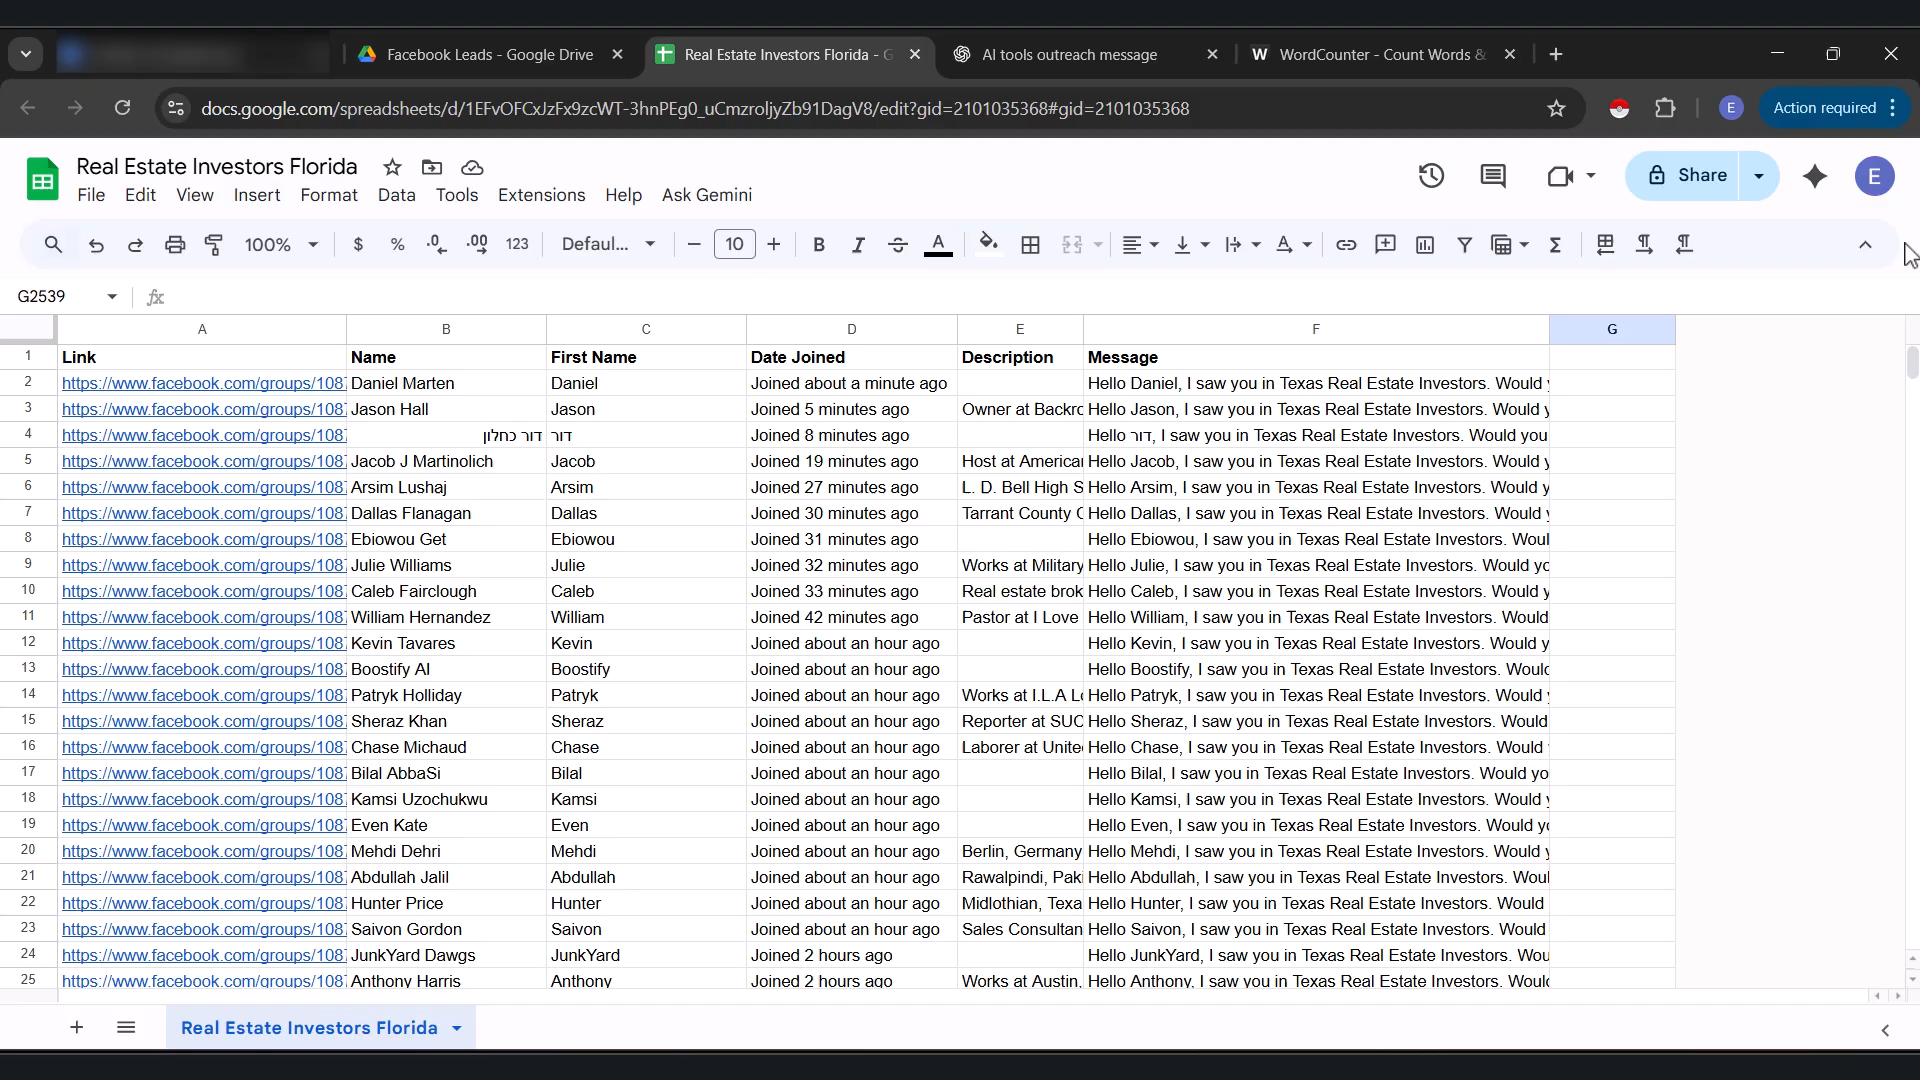 Facebook Leads - Google Drive
Real Estate Investors Florida - G
AI tools outreach message
W WordCounter - Count Words &
docs.google.com/spreadsheets/d/1EFvOFCxJzFx9zcWT-3hnPEg0_uCmzroljyZb91DagV8/edit?gid=2101035368#gid=2101035368
E
Action required
Real Estate Investors Florida
File Edit View Insert Format Data Tools Extensions Help Ask Gemini
Share
E
100% $ % .0 .00 123 Defaul... 10 B I A Σ
G2539 fx
A B C D E F G
1 Link Name First Name Date Joined Description Message
2 https://www.facebook.com/groups/108 Daniel Marten Daniel Joined about a minute ago Hello Daniel, I saw you in Texas Real Estate Investors. Would
3 https://www.facebook.com/groups/108 Jason Hall Jason Joined 5 minutes ago Owner at Backro Hello Jason, I saw you in Texas Real Estate Investors. Would y
4 https://www.facebook.com/groups/108 דור כחלון דור Joined 8 minutes ago Hello דור, I saw you in Texas Real Estate Investors. Would you
5 https://www.facebook.com/groups/108 Jacob J Martinolich Jacob Joined 19 minutes ago Host at America Hello Jacob, I saw you in Texas Real Estate Investors. Would y
6 https://www.facebook.com/groups/108 Arsim Lushaj Arsim Joined 27 minutes ago L. D. Bell High S Hello Arsim, I saw you in Texas Real Estate Investors. Would y
7 https://www.facebook.com/groups/108 Dallas Flanagan Dallas Joined 30 minutes ago Tarrant County C Hello Dallas, I saw you in Texas Real Estate Investors. Would
8 https://www.facebook.com/groups/108 Ebiowou Get Ebiowou Joined 31 minutes ago Hello Ebiowou, I saw you in Texas Real Estate Investors. Woul
9 https://www.facebook.com/groups/108 Julie Williams Julie Joined 32 minutes ago Works at Military Hello Julie, I saw you in Texas Real Estate Investors. Would yo
10 https://www.facebook.com/groups/108 Caleb Fairclough Caleb Joined 33 minutes ago Real estate brok Hello Caleb, I saw you in Texas Real Estate Investors. Would y
11 https://www.facebook.com/groups/108 William Hernandez William Joined 42 minutes ago Pastor at I Love Hello William, I saw you in Texas Real Estate Investors. Would
12 https://www.facebook.com/groups/108 Kevin Tavares Kevin Joined about an hour ago Hello Kevin, I saw you in Texas Real Estate Investors. Would y
13 https://www.facebook.com/groups/108 Boostify AI Boostify Joined about an hour ago Hello Boostify, I saw you in Texas Real Estate Investors. Would
14 https://www.facebook.com/groups/108 Patryk Holliday Patryk Joined about an hour ago Works at I.L.A Lo Hello Patryk, I saw you in Texas Real Estate Investors. Would
15 https://www.facebook.com/groups/108 Sheraz Khan Sheraz Joined about an hour ago Reporter at SUC Hello Sheraz, I saw you in Texas Real Estate Investors. Would
16 https://www.facebook.com/groups/108 Chase Michaud Chase Joined about an hour ago Laborer at Unite Hello Chase, I saw you in Texas Real Estate Investors. Would
17 https://www.facebook.com/groups/108 Bilal AbbaSi Bilal Joined about an hour ago Hello Bilal, I saw you in Texas Real Estate Investors. Would yo
18 https://www.facebook.com/groups/108 Kamsi Uzochukwu Kamsi Joined about an hour ago Hello Kamsi, I saw you in Texas Real Estate Investors. Would y
19 https://www.facebook.com/groups/108 Even Kate Even Joined about an hour ago Hello Even, I saw you in Texas Real Estate Investors. Would yo
20 https://www.facebook.com/groups/108 Mehdi Dehri Mehdi Joined about an hour ago Berlin, Germany Hello Mehdi, I saw you in Texas Real Estate Investors. Would y
21 https://www.facebook.com/groups/108 Abdullah Jalil Abdullah Joined about an hour ago Rawalpindi, Paki Hello Abdullah, I saw you in Texas Real Estate Investors. Woul
22 https://www.facebook.com/groups/108 Hunter Price Hunter Joined about an hour ago Midlothian, Texa Hello Hunter, I saw you in Texas Real Estate Investors. Would
23 https://www.facebook.com/groups/108 Saivon Gordon Saivon Joined about an hour ago Sales Consultan Hello Saivon, I saw you in Texas Real Estate Investors. Would
24 https://www.facebook.com/groups/108 JunkYard Dawgs JunkYard Joined 2 hours ago Hello JunkYard, I saw you in Texas Real Estate Investors. Wou
25 https://www.facebook.com/groups/108 Anthony Harris Anthony Joined 2 hours ago Works at Austin, Hello Anthony, I saw you in Texas Real Estate Investors. Would
Real Estate Investors Florida